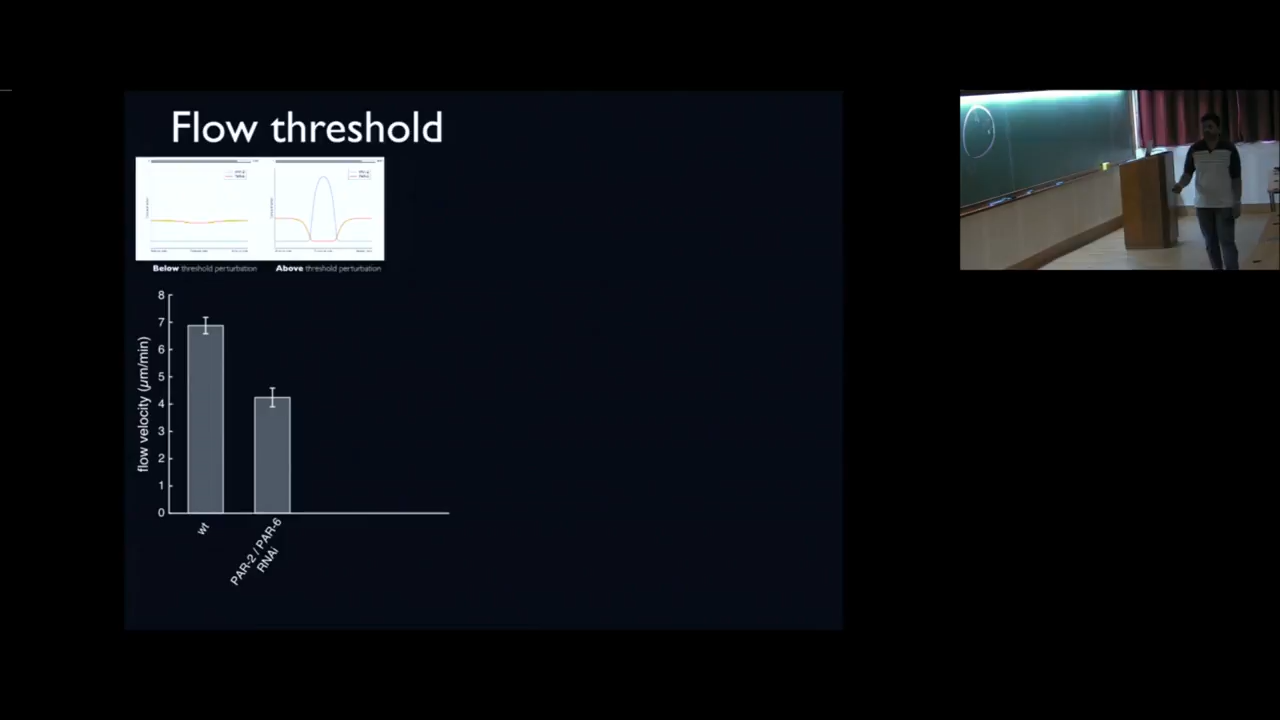 Flow threshold
Below threshold perturbation
Above threshold perturbation
8
7
6
5
4
3
2
1
0
flow velocity (µm/min)
wt
PAR-2 / PAR-6
RNAi